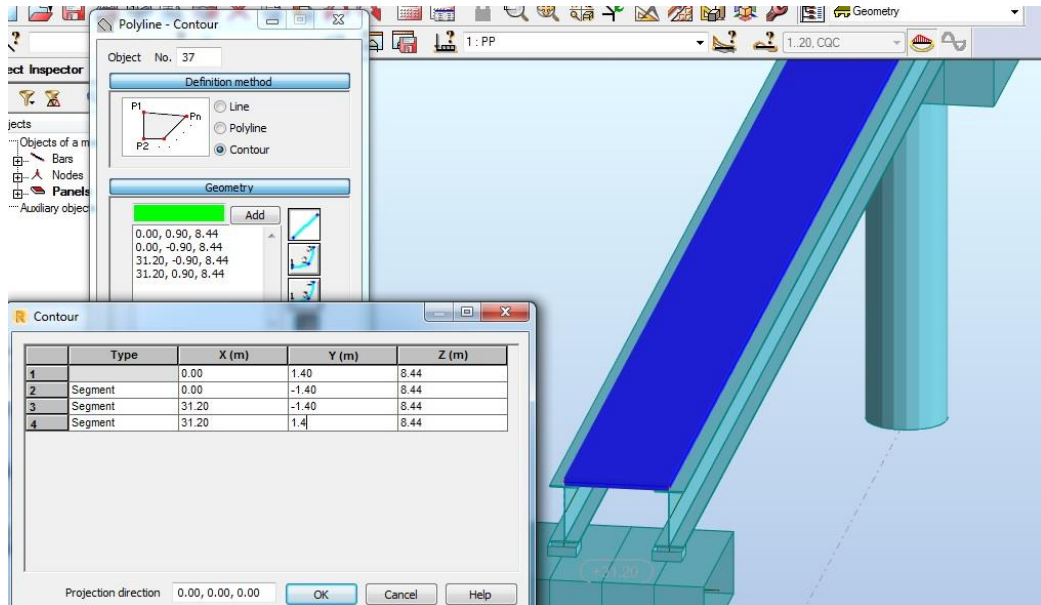 Geometry
Polyline - Contour
1 : PP
1..20, CQC
Object No. 37
ect Inspector
Definition method
P1
Pn
P2
Line
Polyline
Contour
jects
Objects of a m
Bars
Nodes
Panels
Auxiliary objec
Geometry
Add
0.00, 0.90, 8.44
0.00, -0.90, 8.44
31.20, -0.90, 8.44
31.20, 0.90, 8.44
Contour
Type X (m) Y (m) Z (m)
1 0.00 1.40 8.44
2 Segment 0.00 -1.40 8.44
3 Segment 31.20 -1.40 8.44
4 Segment 31.20 1.4 8.44
+31.20
Projection direction 0.00, 0.00, 0.00 OK Cancel Help